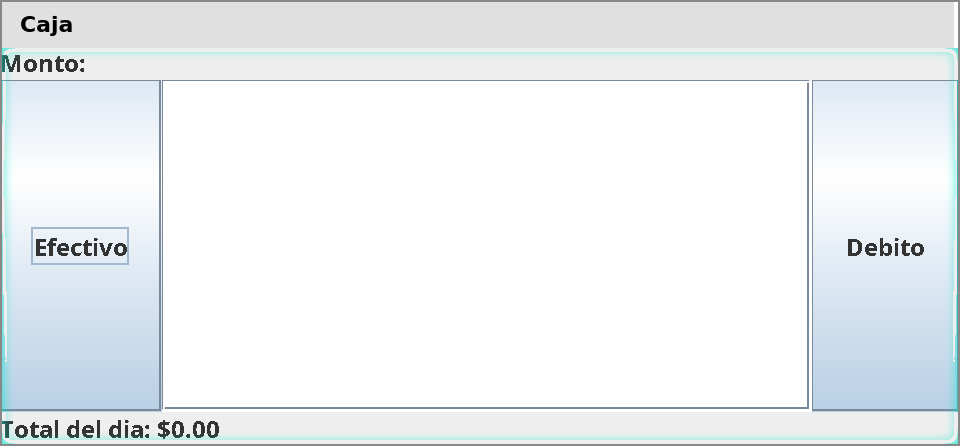 Caja
Monto:
Efectivo
Debito
Total del dia: $0.00